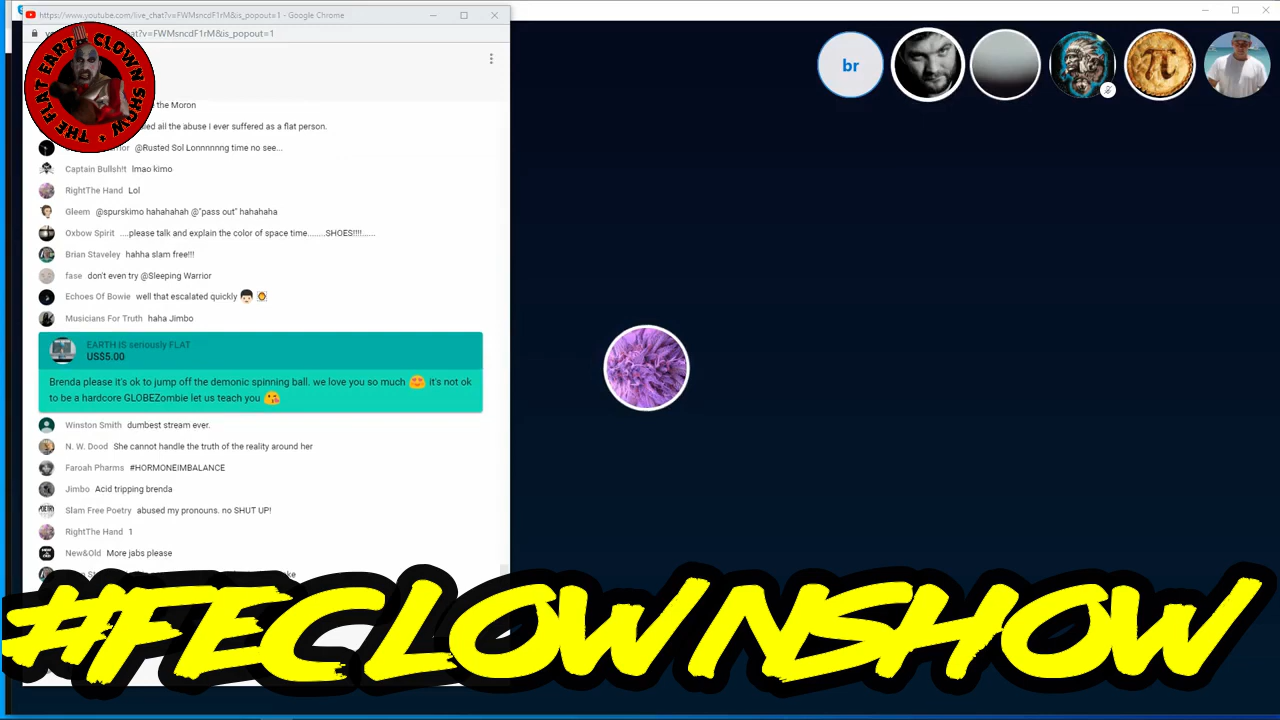 https://www.youtube.com/live_chat?v=FWMsncdF1rM&is_popout=1 - Google Chrome
chat?v=FWMsncdF1rM&is_popout=1
THE FLAT EARTH CLOWN SHOW
the Moron
all the abuse I ever suffered as a flat person.
@Rusted Sol Lonnnnnng time no see...
Captain Bullsh!t lmao kimo
RightThe Hand Lol
Gleem @spurskimo hahahahah @"pass out" hahahaha
Oxbow Spirit ....please talk and explain the color of space time........SHOES!!!!......
Brian Staveley hahha slam free!!!
fase don't even try @Sleeping Warrior
Echoes Of Bowie well that escalated quickly
Musicians For Truth haha Jimbo
EARTH IS seriously FLAT
US$5.00
Brenda please it's ok to jump off the demonic spinning ball. we love you so much 😍 it's not ok
to be a hardcore GLOBEZombie let us teach you 😘
Winston Smith dumbest stream ever.
N. W. Dood She cannot handle the truth of the reality around her
Faroah Pharms #HORMONEIMBALANCE
Jimbo Acid tripping brenda
Slam Free Poetry abused my pronouns. no SHUT UP!
RightThe Hand 1
New&Old More jabs please
br
#FECLOWNSHOW